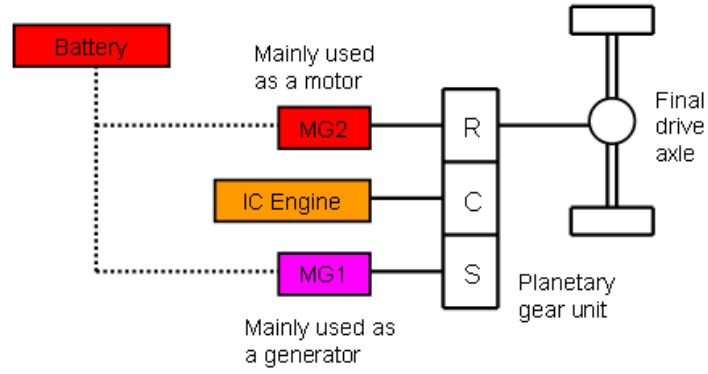 Battery
Mainly used
as a motor
MG2
R
Final
drive
axle
IC Engine
C
MG1
S
Planetary
gear unit
Mainly used as
a generator